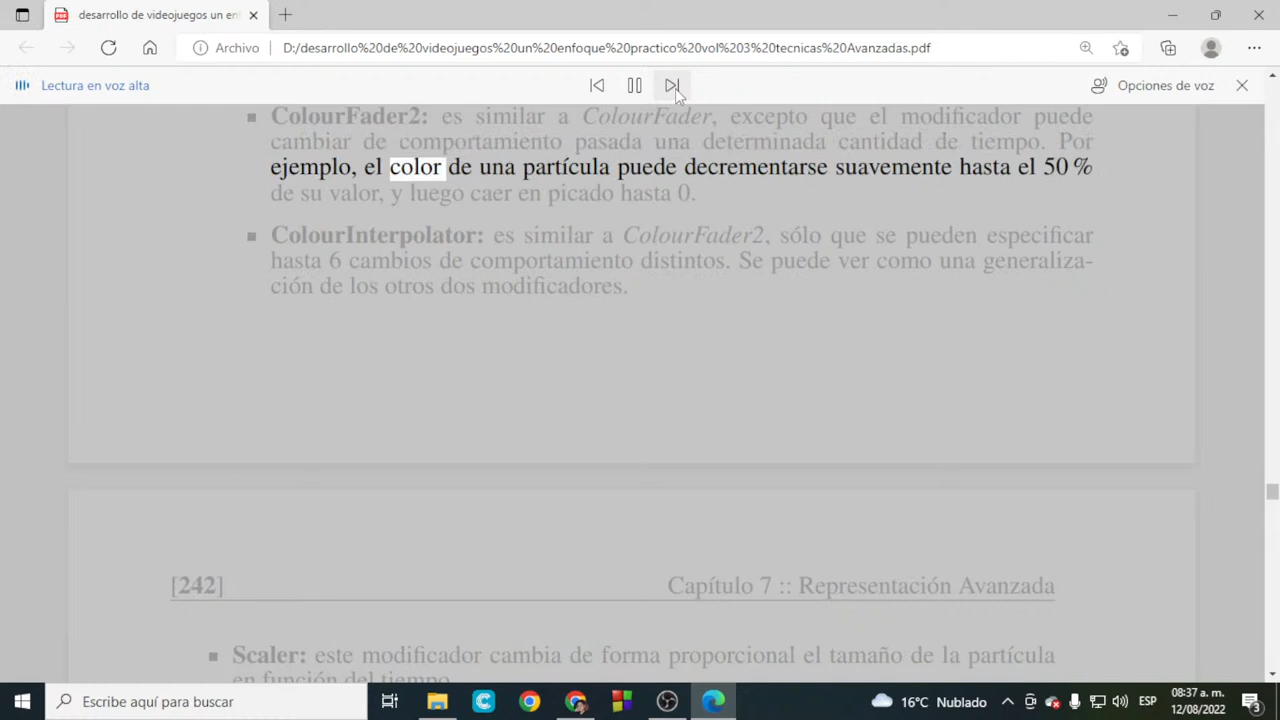 desarrollo de videojuegos un en
Archivo
D:/desarrollo%20de%20videojuegos%20un%20enfoque%20practico%20vol%203%20tecnicas%20Avanzadas.pdf
Lectura en voz alta
Opciones de voz
▪ ColourFader2: es similar a ColourFader, excepto que el modificador puede
cambiar de comportamiento pasada una determinada cantidad de tiempo. Por
ejemplo, el color de una partícula puede decrementarse suavemente hasta el 50 %
de su valor, y luego caer en picado hasta 0.
▪ ColourInterpolator: es similar a ColourFader2, sólo que se pueden especificar
hasta 6 cambios de comportamiento distintos. Se puede ver como una generaliza-
ción de los otros dos modificadores.
[242]
Capítulo 7 :: Representación Avanzada
▪ Scaler: este modificador cambia de forma proporcional el tamaño de la partícula
en función del tiempo.
Escribe aquí para buscar
16°C Nublado
ESP
08:37 a. m.
12/08/2022
3